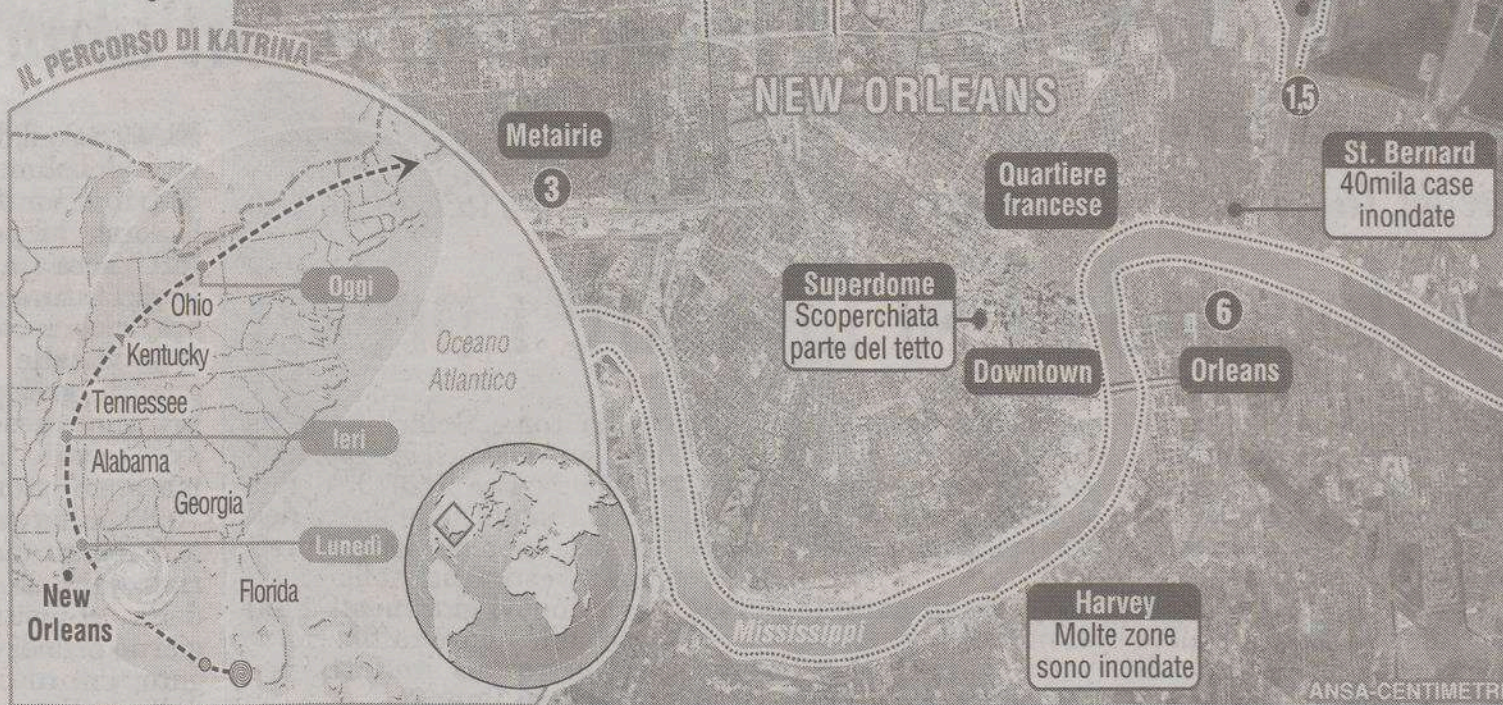 IL PERCORSO DI KATRINA
Ohio
Kentucky
Tennessee
Alabama
Georgia
Florida
New
Orleans
Oggi
Ieri
Lunedì
Oceano
Atlantico
NEW ORLEANS
Metairie
3
1,5
Quartiere
francese
St. Bernard
40mila case
inondate
Superdome
Scoperchiata
parte del tetto
6
Downtown
Orleans
Mississippi
Harvey
Molte zone
sono inondate
ANSA-CENTIMETRI